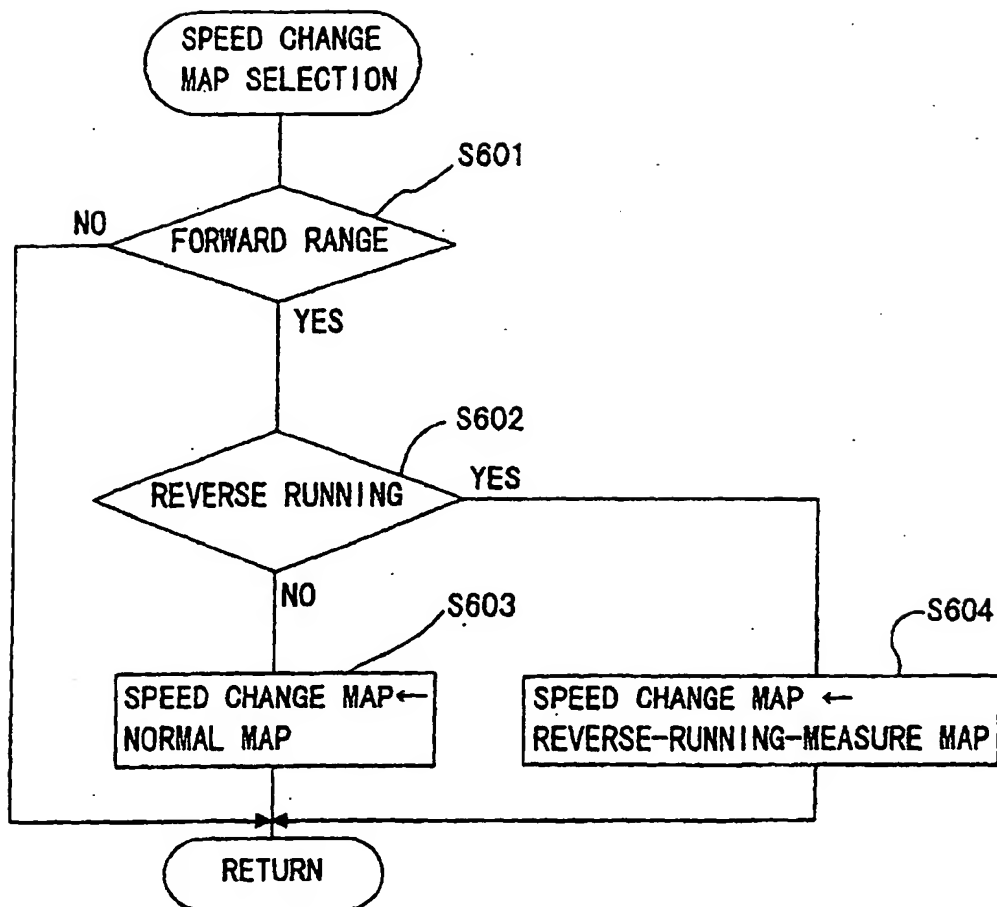 SPEED CHANGE
MAP SELECTION
S601
NO
FORWARD RANGE
YES
S602
YES
REVERSE RUNNING
NO
S603
S604
SPEED CHANGE MAP←
NORMAL MAP
SPEED CHANGE MAP ←
REVERSE-RUNNING-MEASURE MAP
RETURN